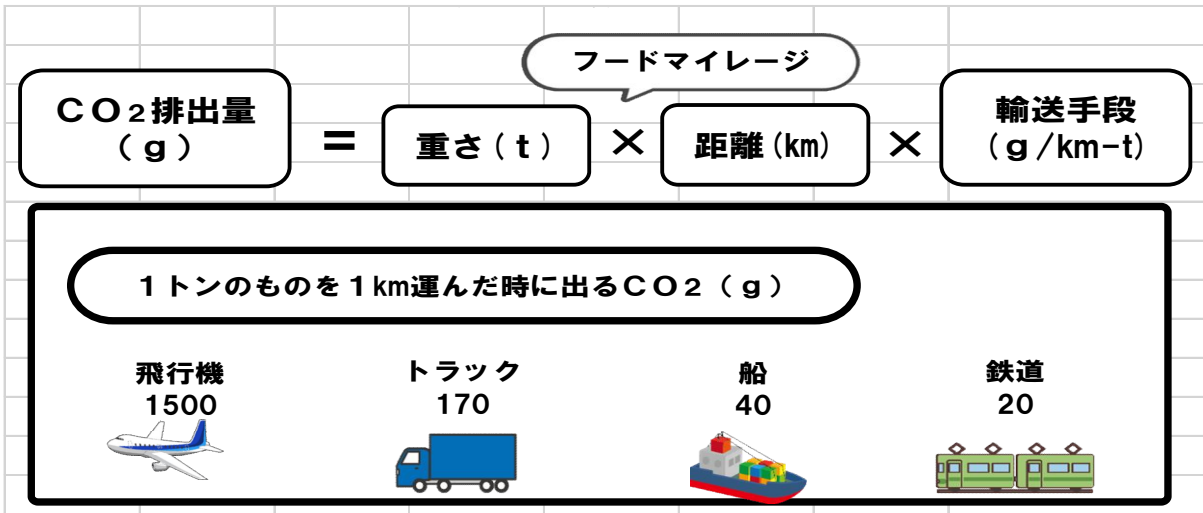 フードマイレージ
CO2排出量
(g)
=
重さ(t)
×
距離(km)
×
輸送手段
(g/km-t)
1トンのものを1km運んだ時に出るCO2(g)
飛行機
1500
トラック
170
船
40
鉄道
20